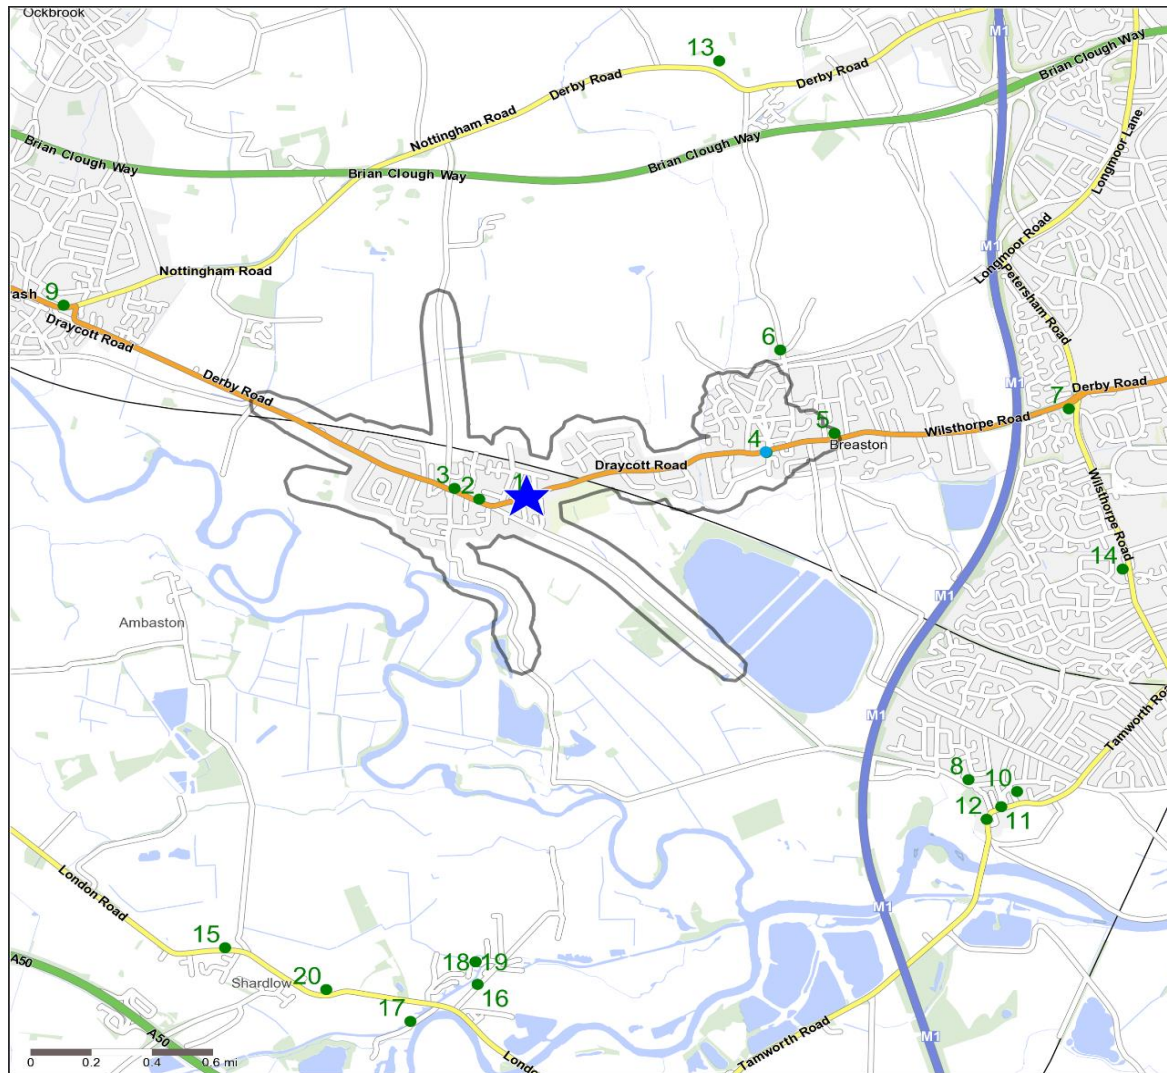 Ockbrook
M1
Brian Clough Way
13
Derby Road
Derby Road
Derby Road
Nottingham Road
Longmoor Lane
Brian Clough Way
Brian Clough Way
Brian Clough Way
Longmoor Road
M1
Nottingham Road
Petersham Road
9
ash
Draycott Road
Derby Road
6
M1
Derby Road
7
5
Wilsthorpe Road
4
Breaston
Draycott Road
3
2
1
Wilsthorpe Road
14
M1
Ambaston
M1
Tamworth Road
8
10
12
11
London Road
M1
15
A50
18
19
Shardlow
20
16
17
A50
Tamworth Road
M1
Londo
0
0.2
0.4
0.6 mi